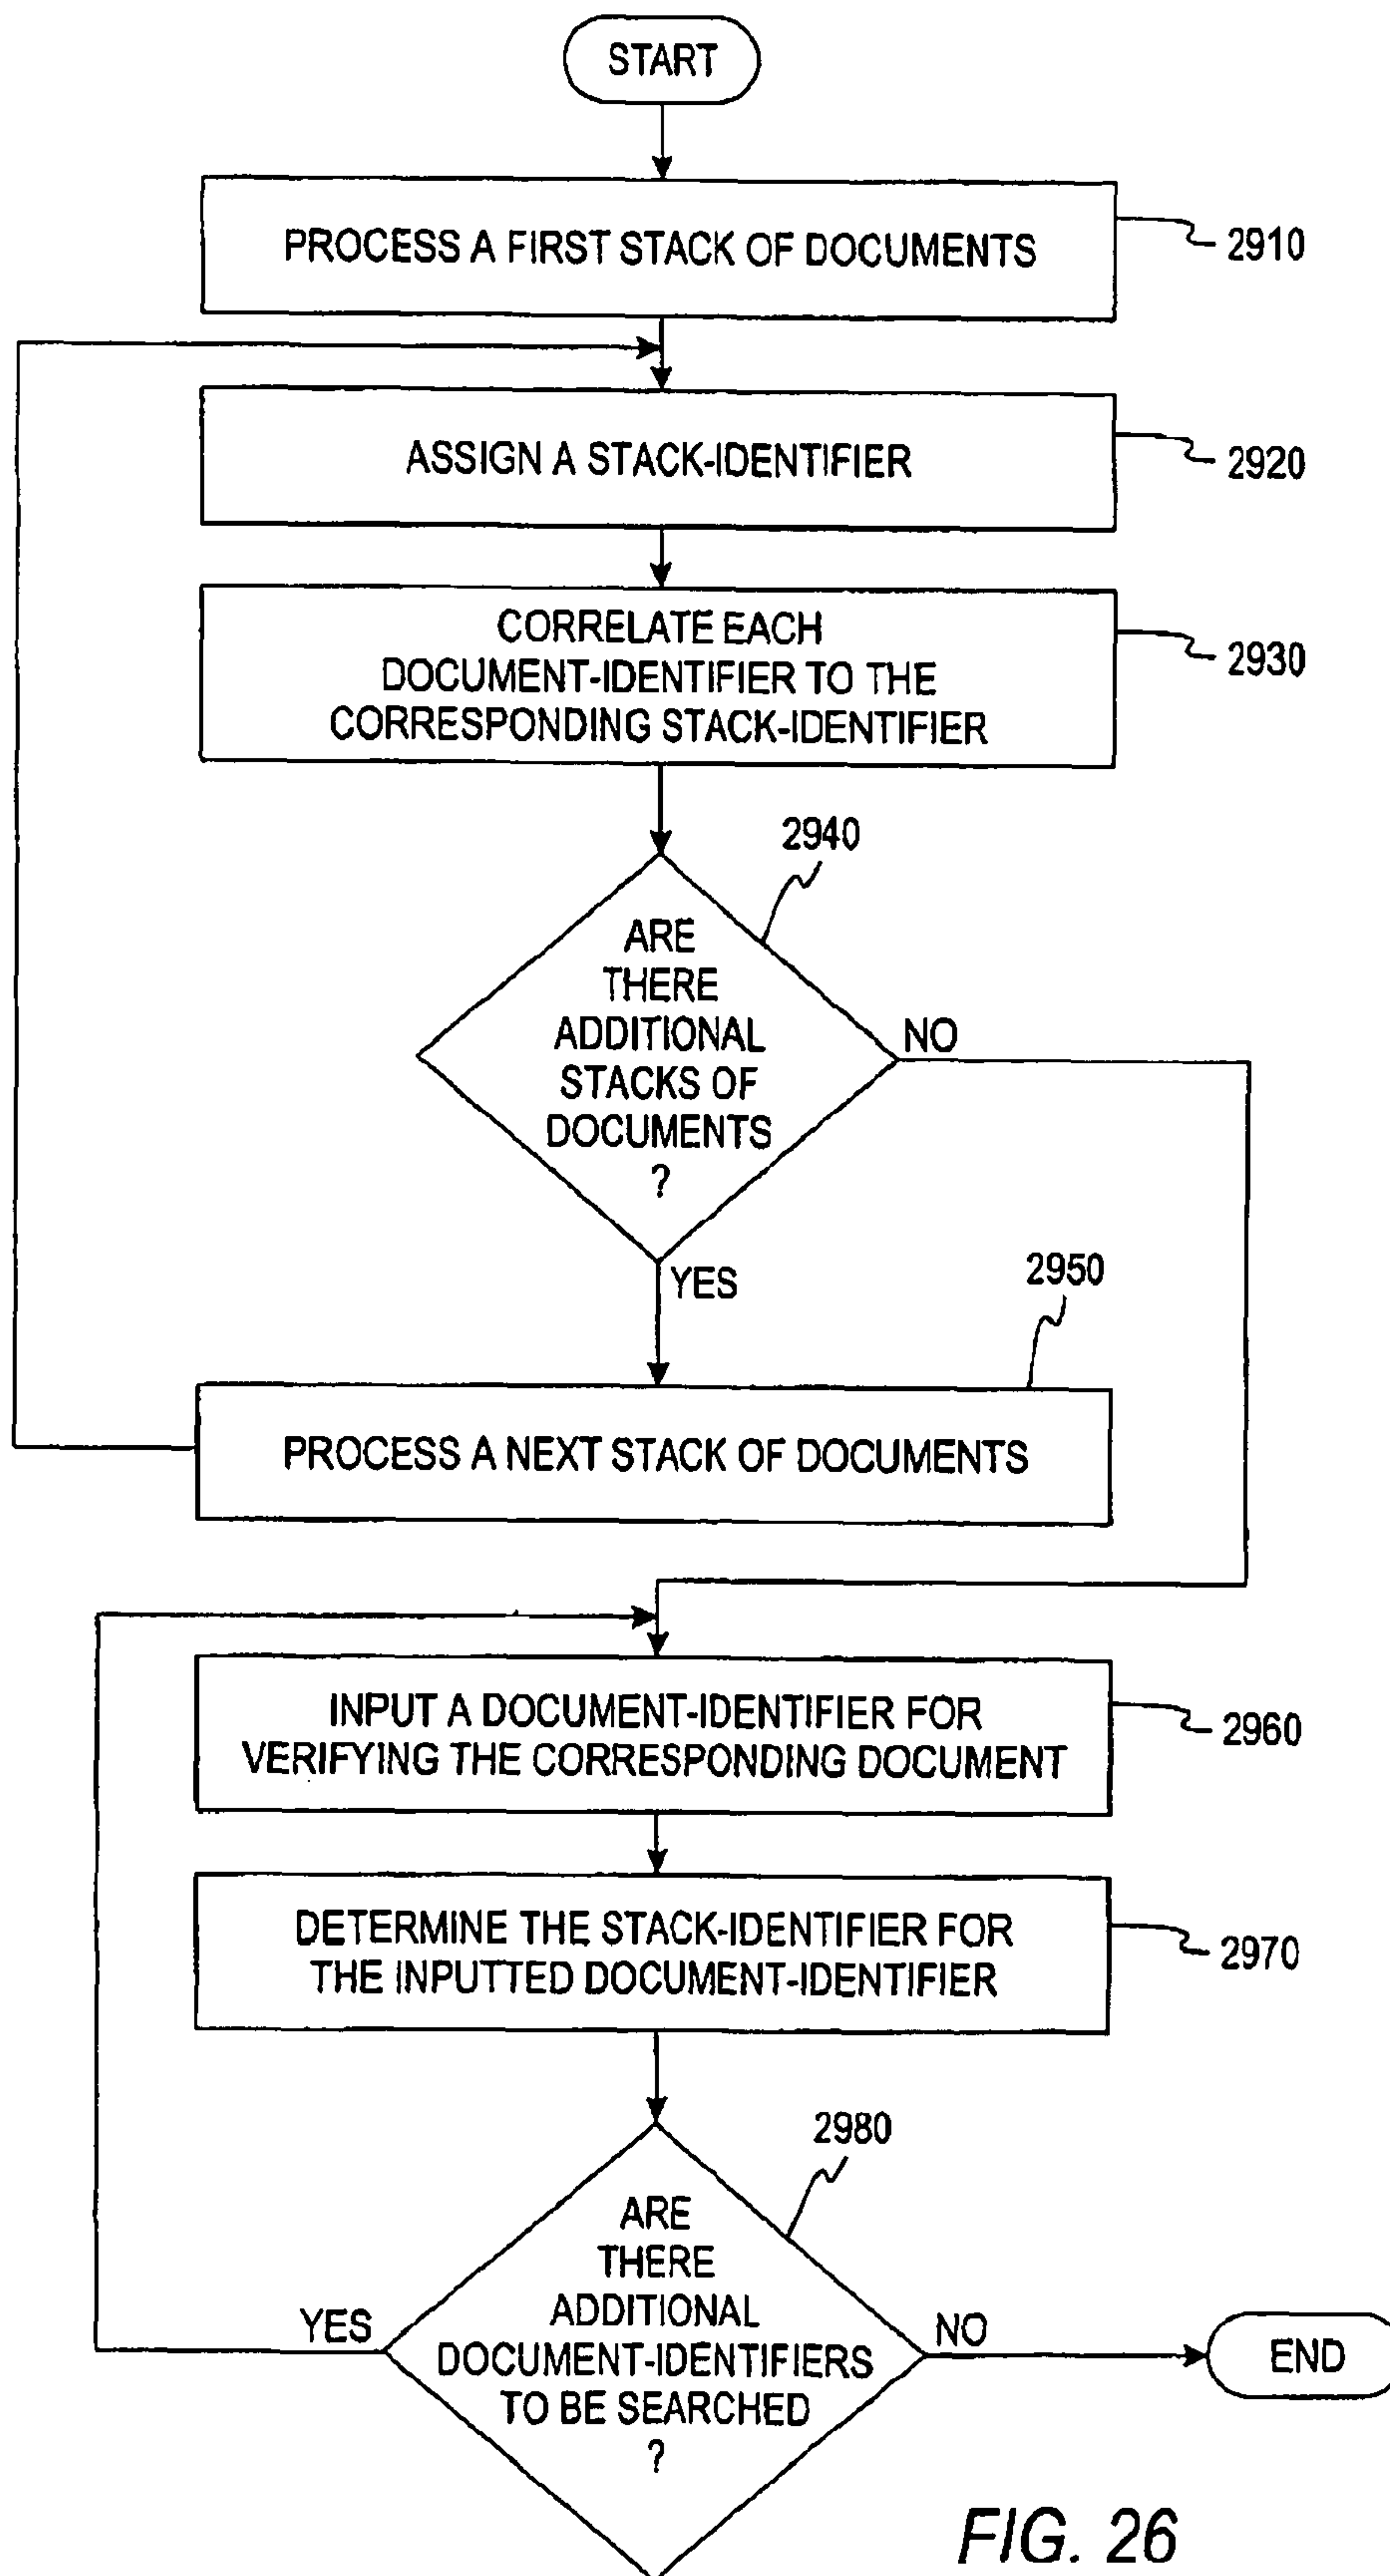 START
PROCESS A FIRST STACK OF DOCUMENTS
2910
ASSIGN A STACK-IDENTIFIER
2920
CORRELATE EACH
DOCUMENT-IDENTIFIER TO THE
CORRESPONDING STACK-IDENTIFIER
2930
2940
ARE
THERE
ADDITIONAL
STACKS OF
DOCUMENTS
?
NO
YES
2950
PROCESS A NEXT STACK OF DOCUMENTS
INPUT A DOCUMENT-IDENTIFIER FOR
VERIFYING THE CORRESPONDING DOCUMENT
2960
DETERMINE THE STACK-IDENTIFIER FOR
THE INPUTTED DOCUMENT-IDENTIFIER
2970
2980
ARE
THERE
ADDITIONAL
DOCUMENT-IDENTIFIERS
TO BE SEARCHED
?
YES
NO
END
FIG. 26